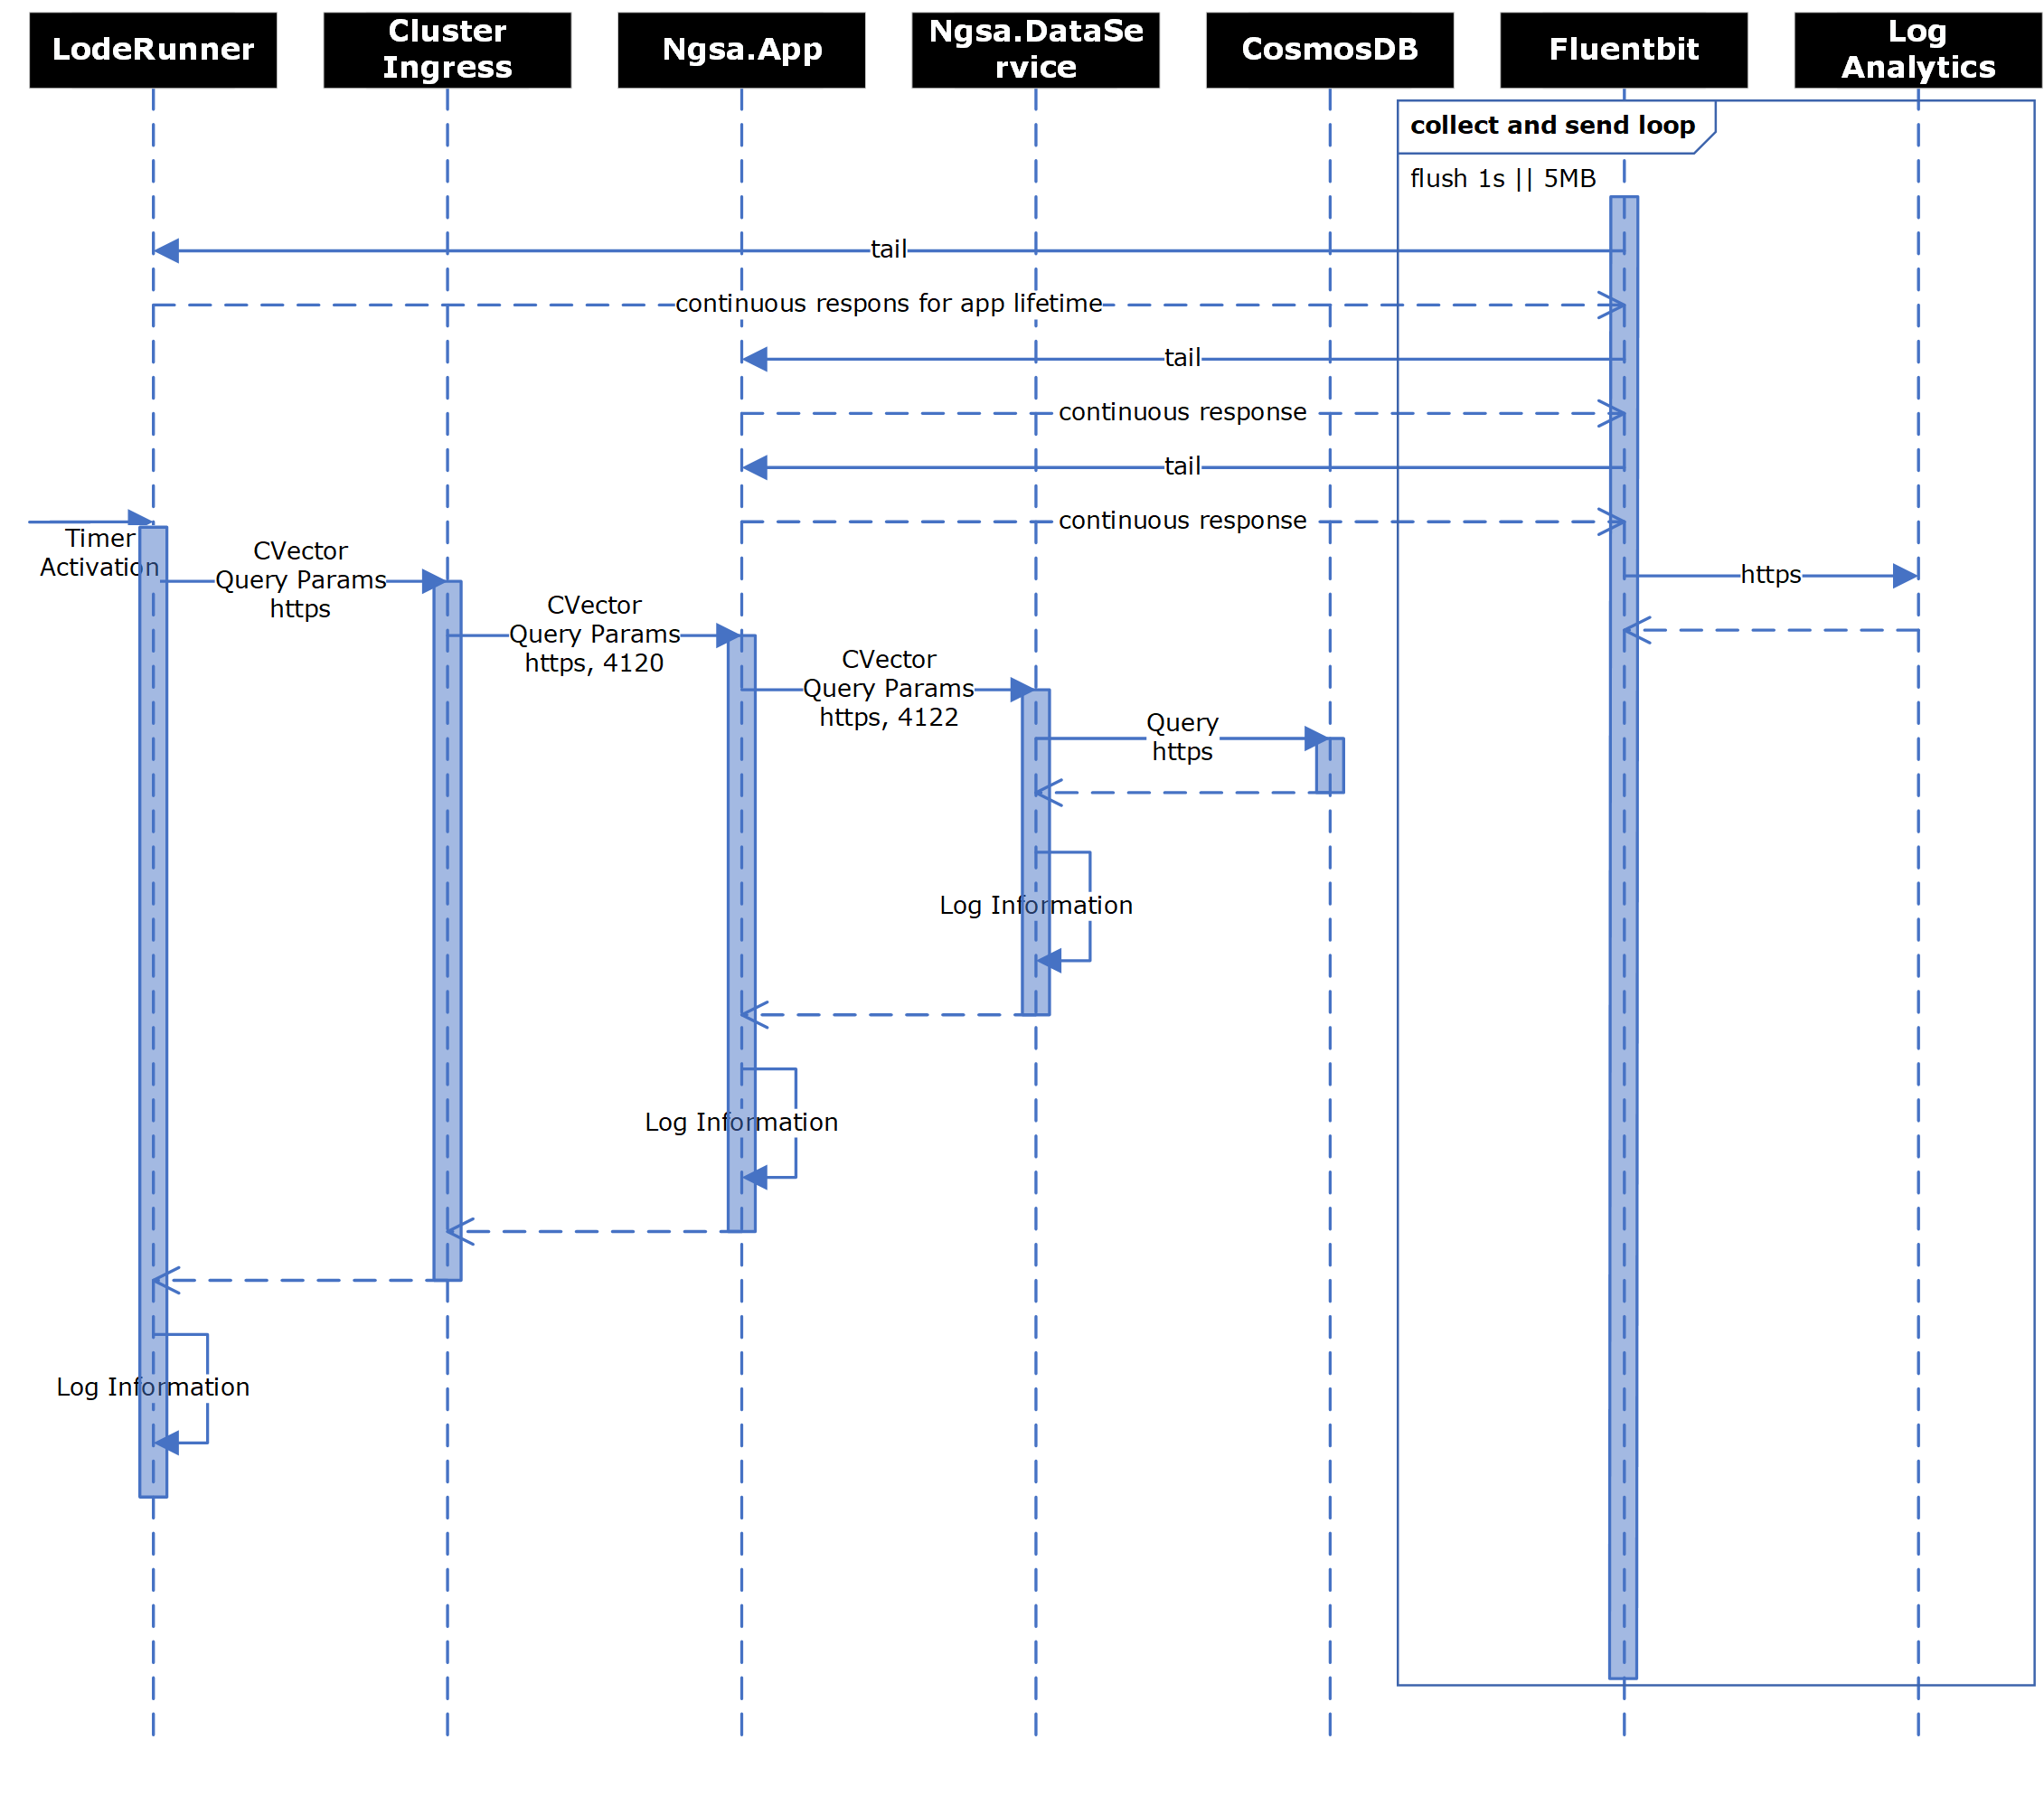 LodeRunner
Cluster
Ingress
Ngsa.App
Ngsa.DataSe
rvice
CosmosDB
Fluentbit
Log
Analytics
collect and send loop
flush 1s || 5MB
tail
continuous respons for app lifetime
tail
continuous response
tail
continuous response
Timer
Activation
CVector
Query Params
https
https
CVector
Query Params
https, 4120
CVector
Query Params
https, 4122
Query
https
Log Information
Log Information
Log Information